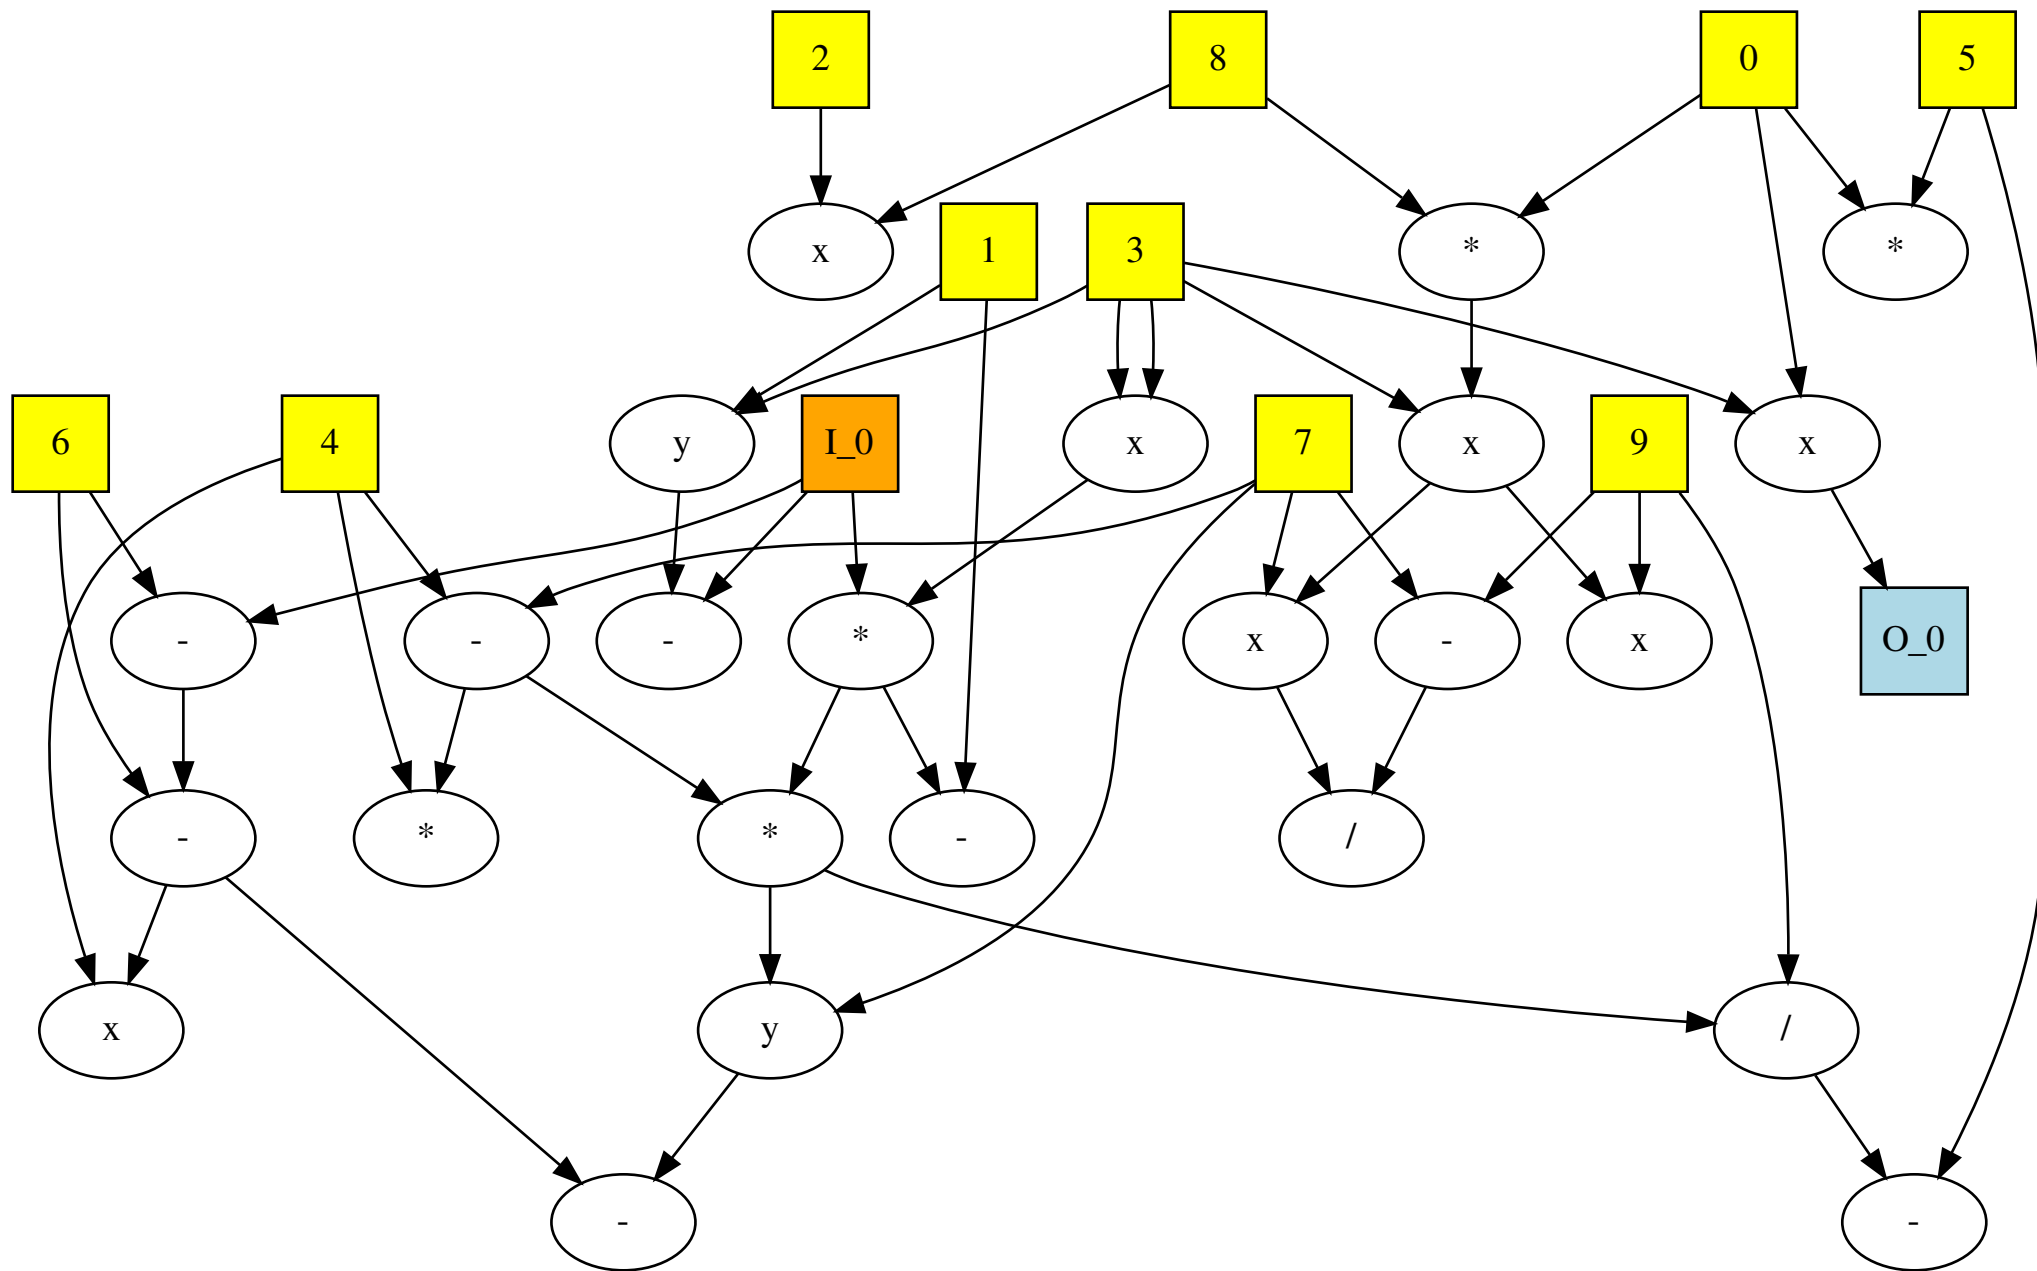 2 8 0 5
x 1 3 * *
6 4 y I_0 x 7 x 9 x
- - - * x - x O_0
- * * - /
x y /
- -